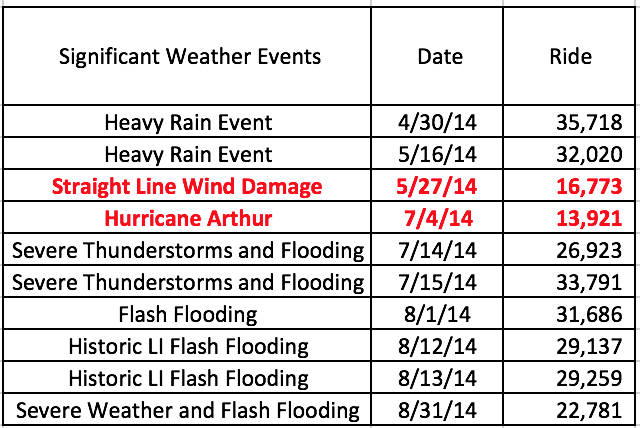 Significant Weather Events Date Ride
Heavy Rain Event 4/30/14 35,718
Heavy Rain Event 5/16/14 32,020
Straight Line Wind Damage 5/27/14 16,773
Hurricane Arthur 7/4/14 13,921
Severe Thunderstorms and Flooding 7/14/14 26,923
Severe Thunderstorms and Flooding 7/15/14 33,791
Flash Flooding 8/1/14 31,686
Historic LI Flash Flooding 8/12/14 29,137
Historic LI Flash Flooding 8/13/14 29,259
Severe Weather and Flash Flooding 8/31/14 22,781